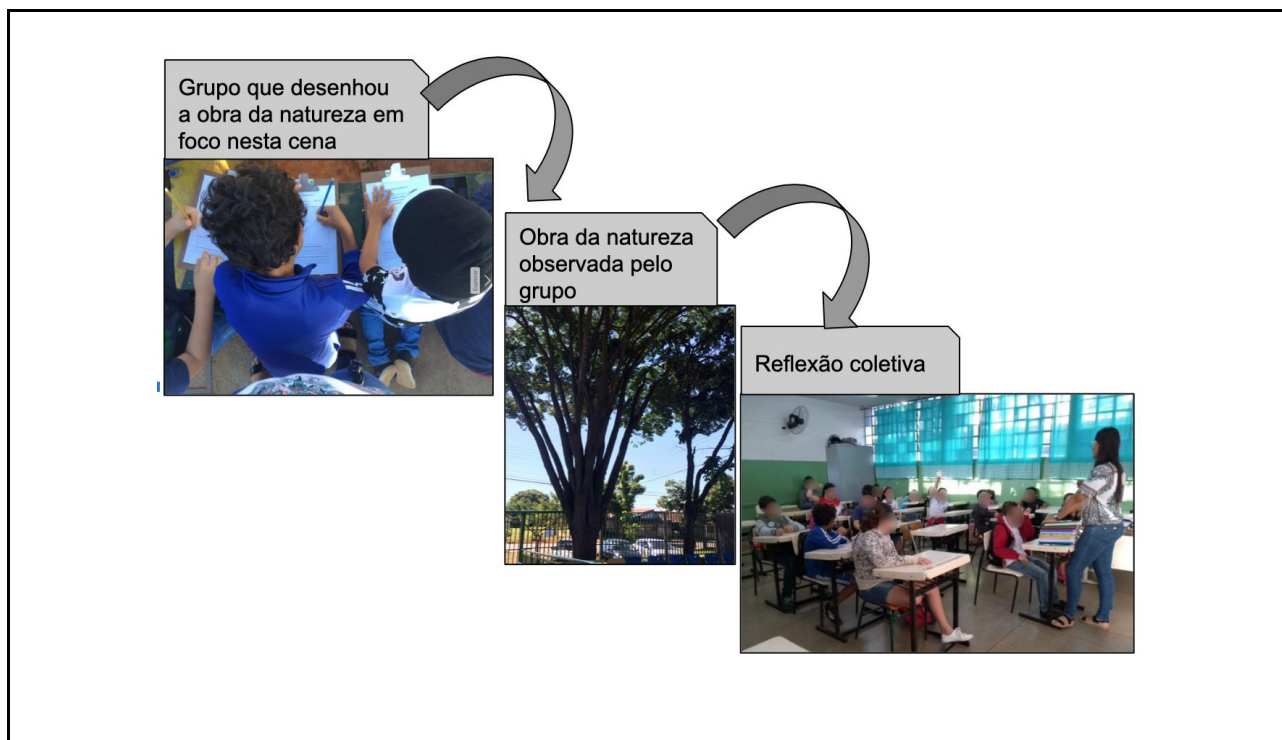 Grupo que desenhou
a obra da natureza em
foco nesta cena
Obra da natureza
observada pelo
grupo
Reflexão coletiva